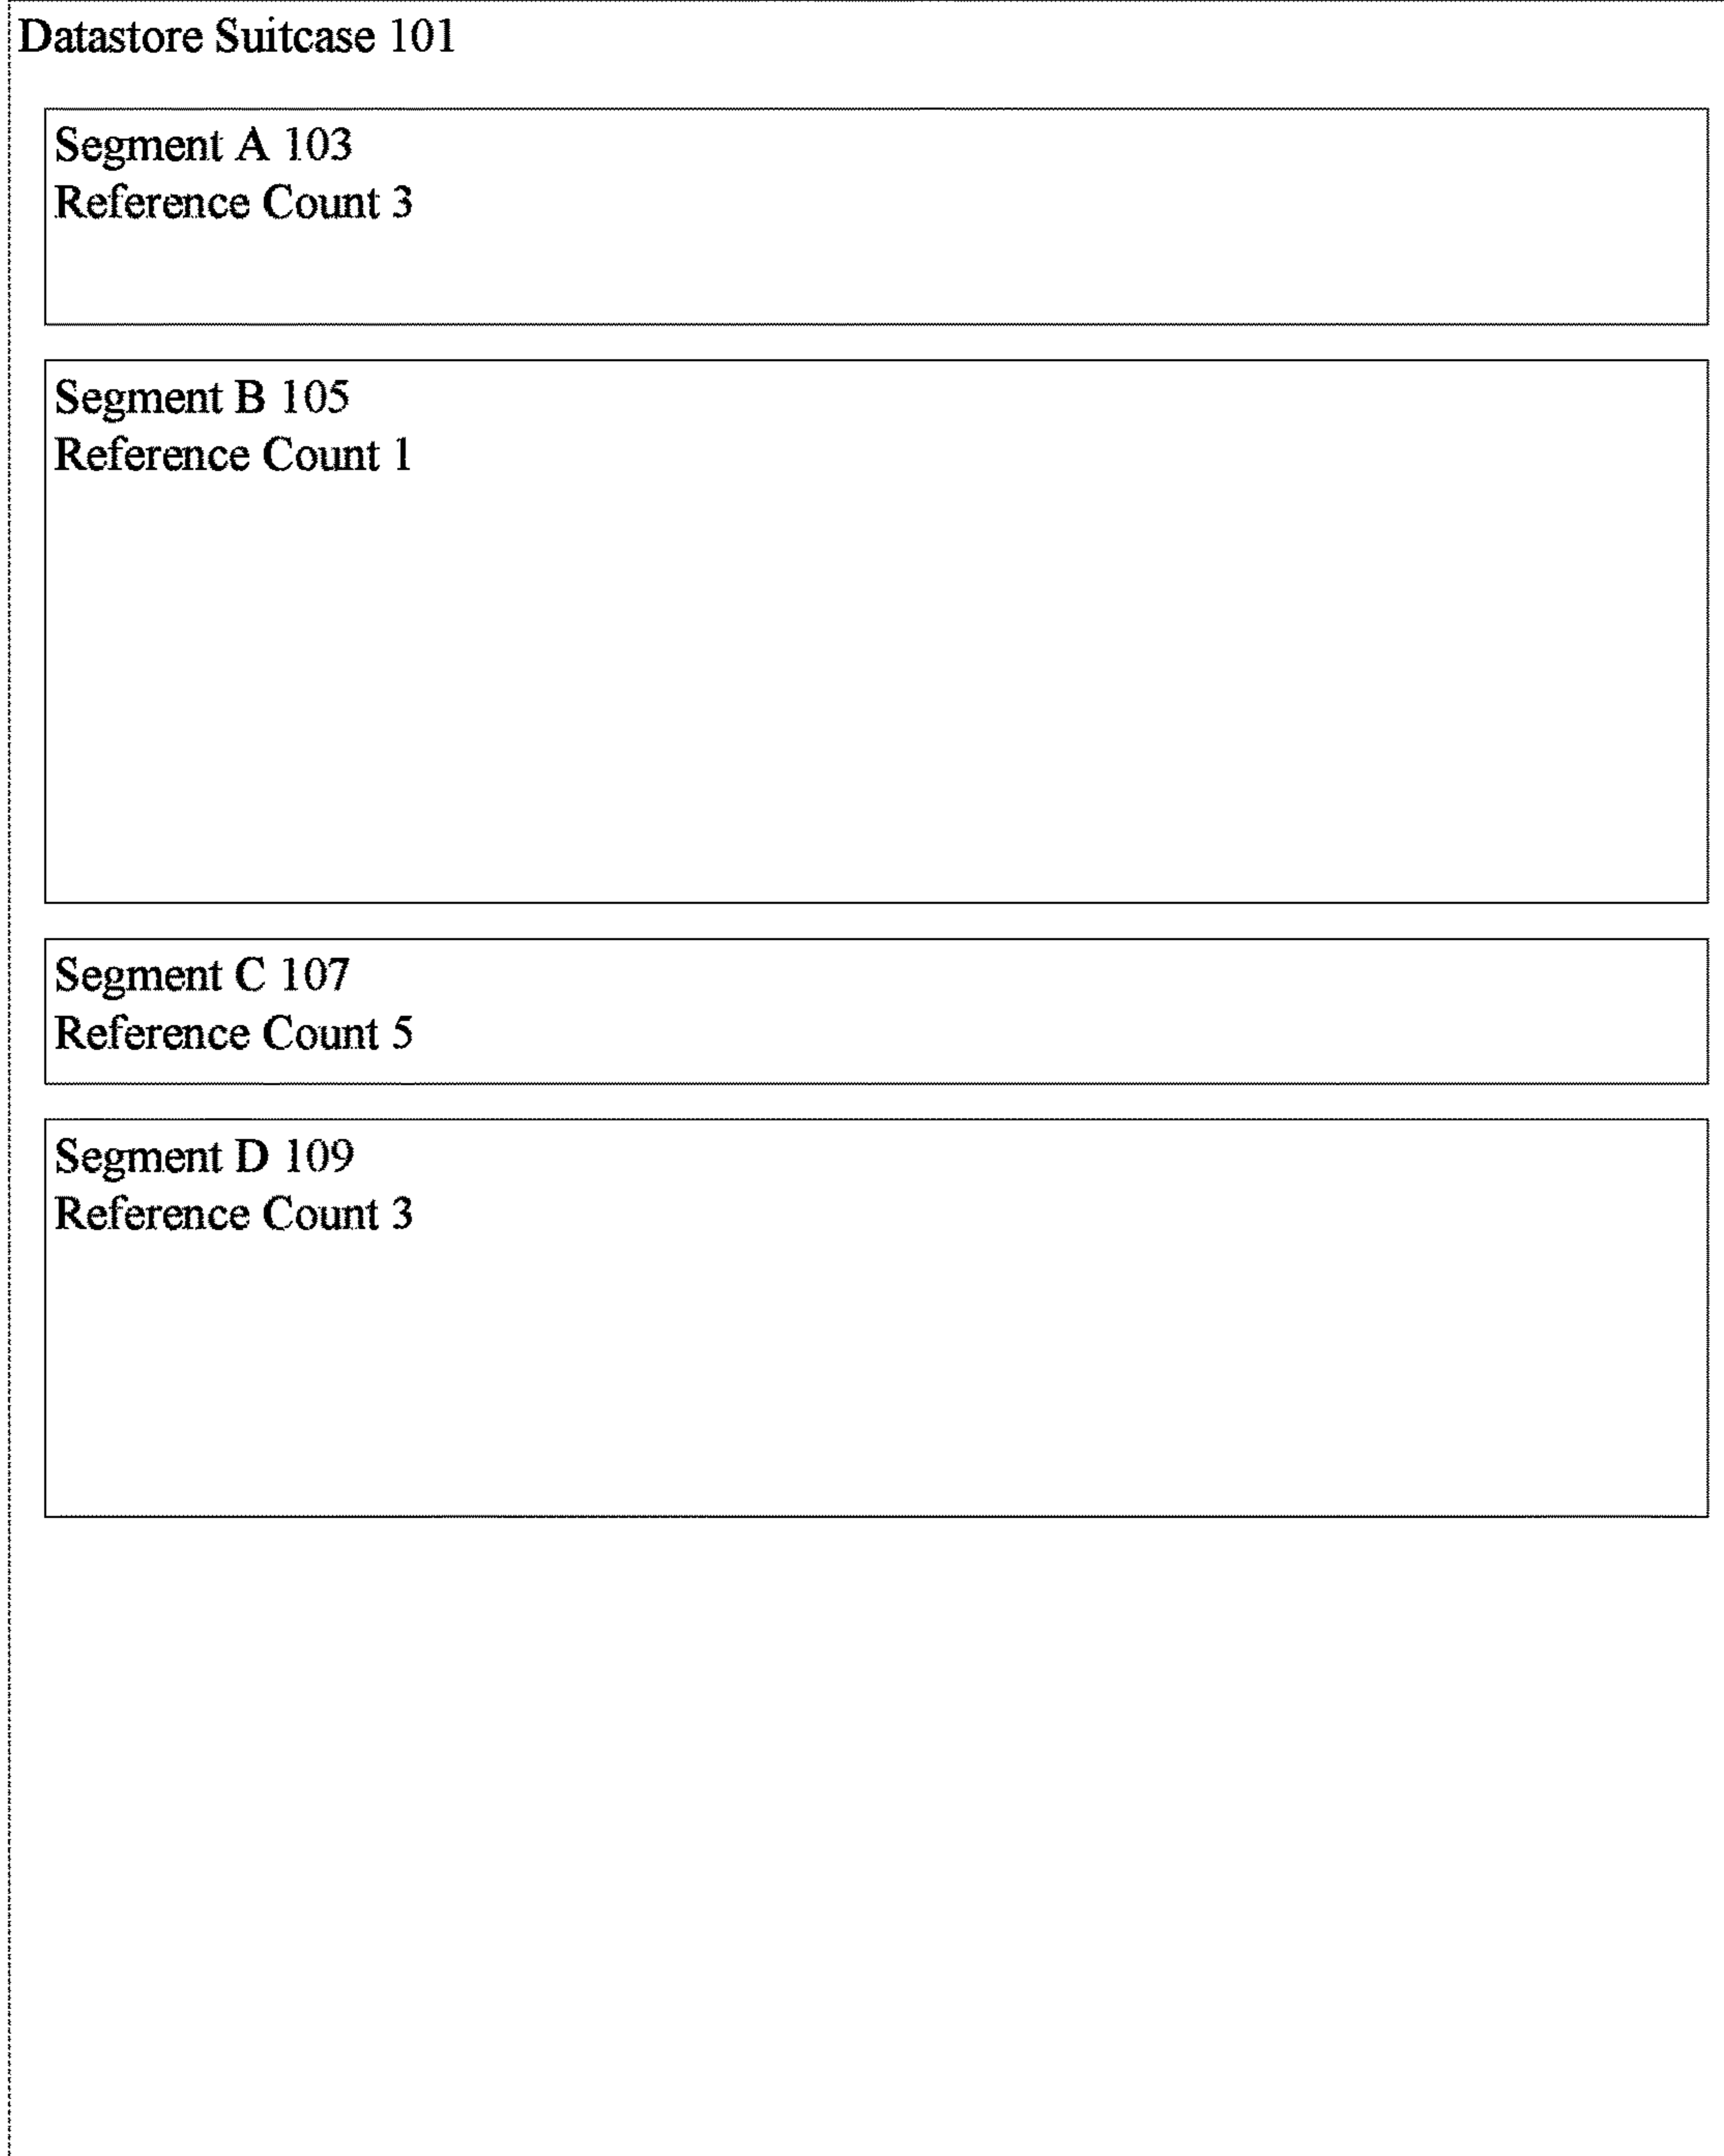 Datastore Suitcase 101
Segment A 103
Reference Count 3
Segment B 105
Reference Count 1
Segment C 107
Reference Count 5
Segment D 109
Reference Count 3